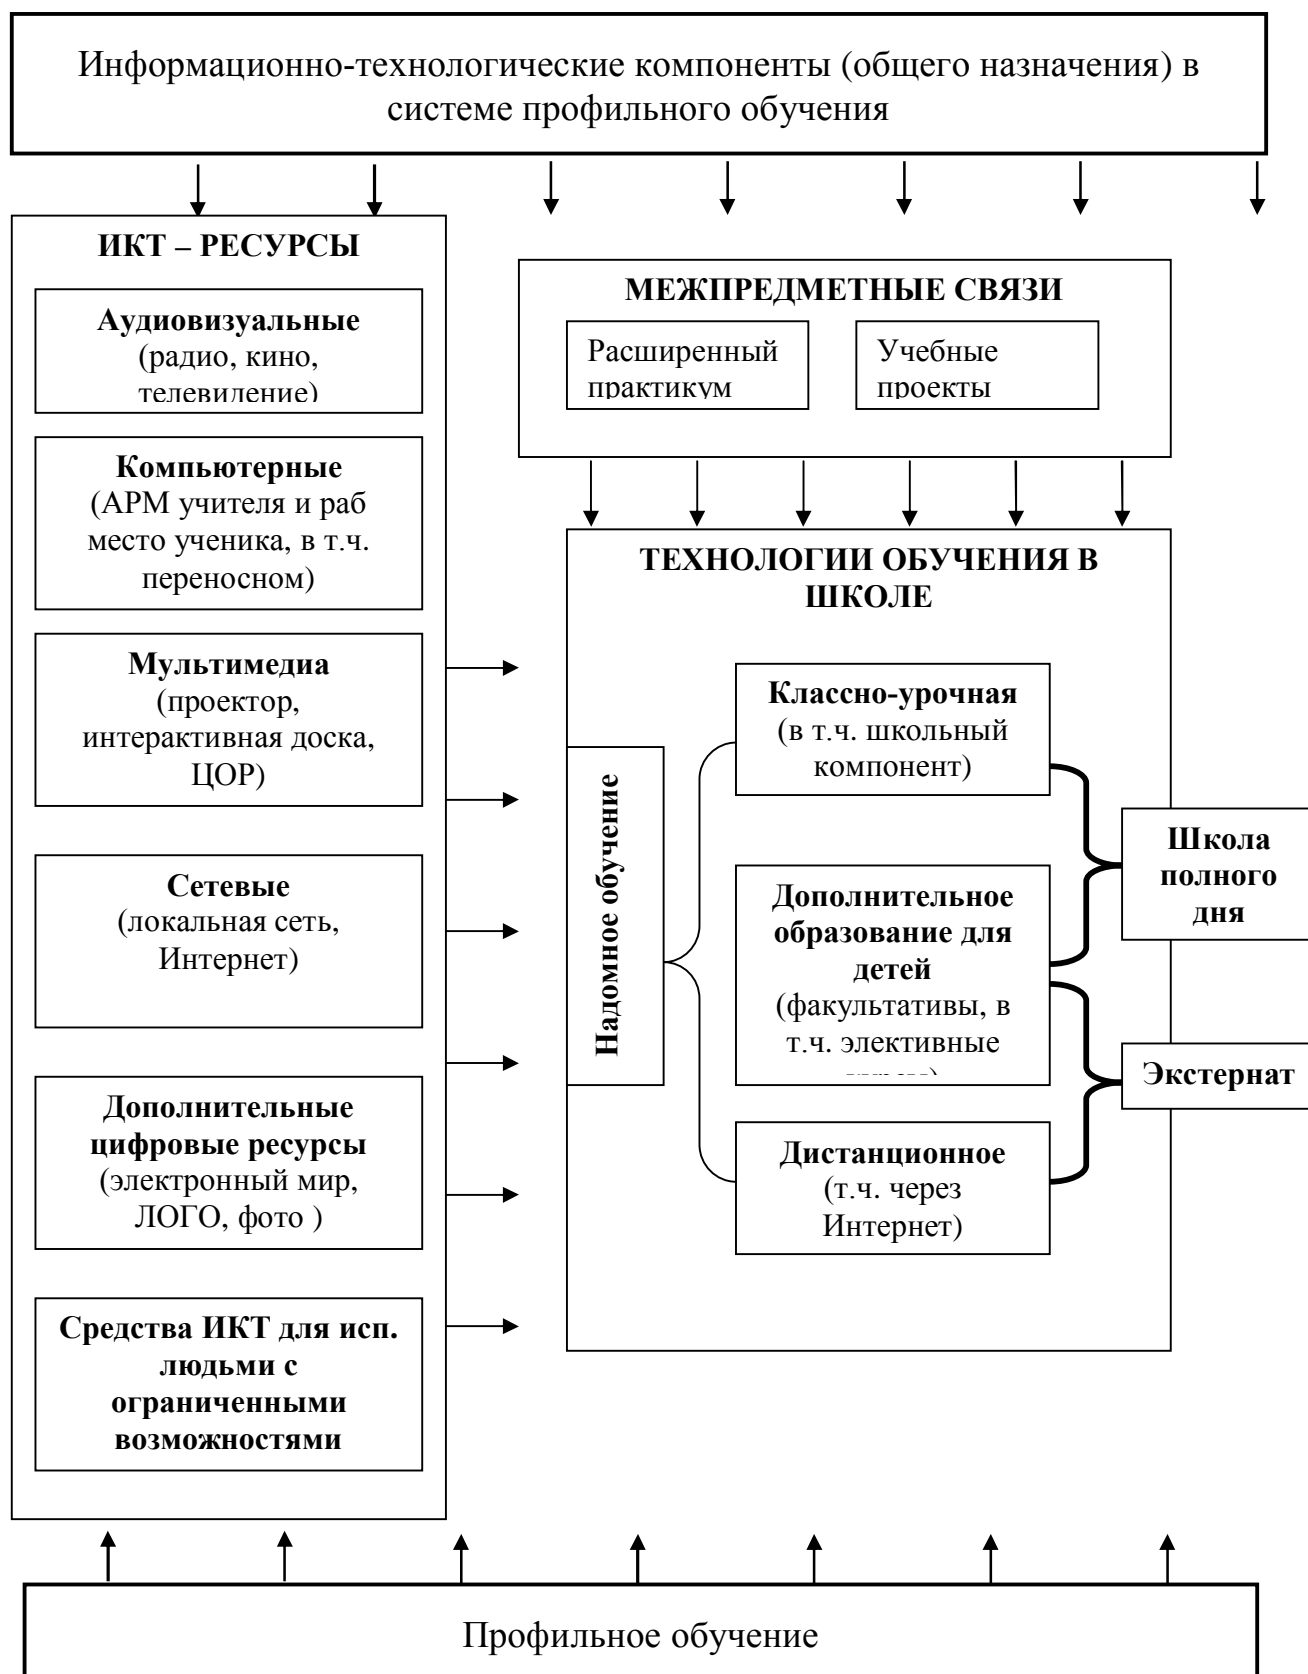 Информационно-технологические компоненты (общего назначения) в
системе профильного обучения
ИКТ – РЕСУРСЫ
Аудиовизуальные
(радио, кино,
телевидение)
Компьютерные
(АРМ учителя и раб
место ученика, в т.ч.
переносном)
Мультимедиа
(проектор,
интерактивная доска,
ЦОР)
Сетевые
(локальная сеть,
Интернет)
Дополнительные
цифровые ресурсы
(электронный мир,
ЛОГО, фото )
Средства ИКТ для исп.
людьми с
ограниченными
возможностями
МЕЖПРЕДМЕТНЫЕ СВЯЗИ
Расширенный
практикум
Учебные
проекты
ТЕХНОЛОГИИ ОБУЧЕНИЯ В
ШКОЛЕ
Надомное обучение
Классно-урочная
(в т.ч. школьный
компонент)
Дополнительное
образование для
детей
(факультативы, в
т.ч. элективные
Дистанционное
(т.ч. через
Интернет)
Школа
полного
дня
Экстернат
Профильное обучение